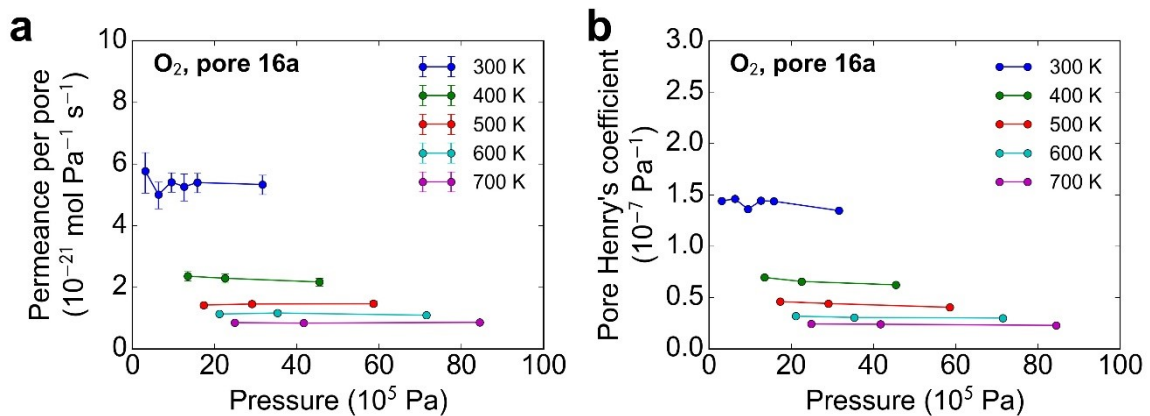 a
Permeance per pore
(10⁻²¹ mol Pa⁻¹ s⁻¹)
10
8
6
4
2
0
O₂, pore 16a
300 K
400 K
500 K
600 K
700 K
0 20 40 60 80 100
Pressure (10⁵ Pa)
b
Pore Henry's coefficient
(10⁻⁷ Pa⁻¹)
3.0
2.5
2.0
1.5
1.0
0.5
0.0
O₂, pore 16a
300 K
400 K
500 K
600 K
700 K
0 20 40 60 80 100
Pressure (10⁵ Pa)